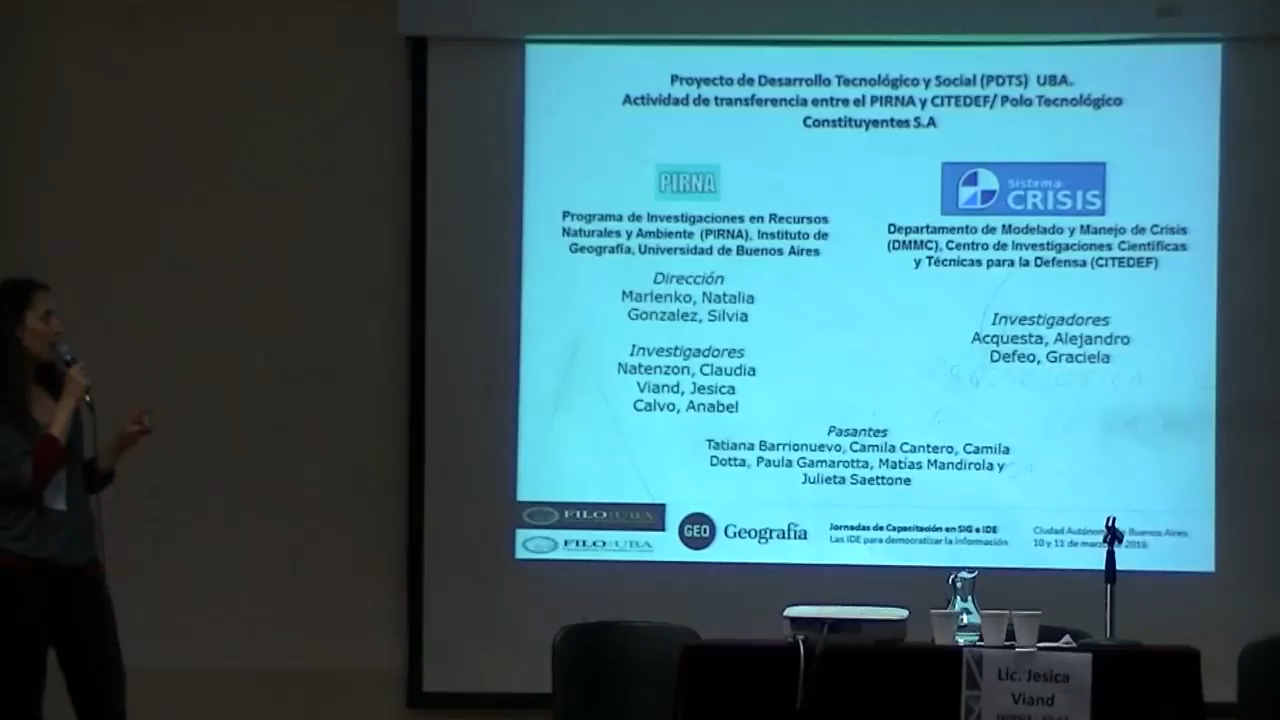 Proyecto de Desarrollo Tecnológico y Social (PDTS) UBA.
Actividad de transferencia entre el PIRNA y CITEDEF/ Polo Tecnológico
Constituyentes S.A
PIRNA
Programa de Investigaciones en Recursos
Naturales y Ambiente (PIRNA), Instituto de
Geografía, Universidad de Buenos Aires
Dirección
Marlenko, Natalia
Gonzalez, Silvia
Investigadores
Natenzon, Claudia
Viand, Jesica
Calvo, Anabel
Sistema
CRISIS
Departamento de Modelado y Manejo de Crisis
(DMMC), Centro de Investigaciones Científicas
y Técnicas para la Defensa (CITEDEF)
Investigadores
Acquesta, Alejandro
Defeo, Graciela
Pasantes
Tatiana Barrionuevo, Camila Cantero, Camila
Dotta, Paula Gamarotta, Matías Mandirola y
Julieta Saettone
FILO:UBA
FILO:UBA
GEO
Geografía
Jornadas de Capacitación en SIG e IDE
Las IDE para democratizar la información
Ciudad Buenos Aires
10 y 11 de 2016
Lic. Jesica
Viand